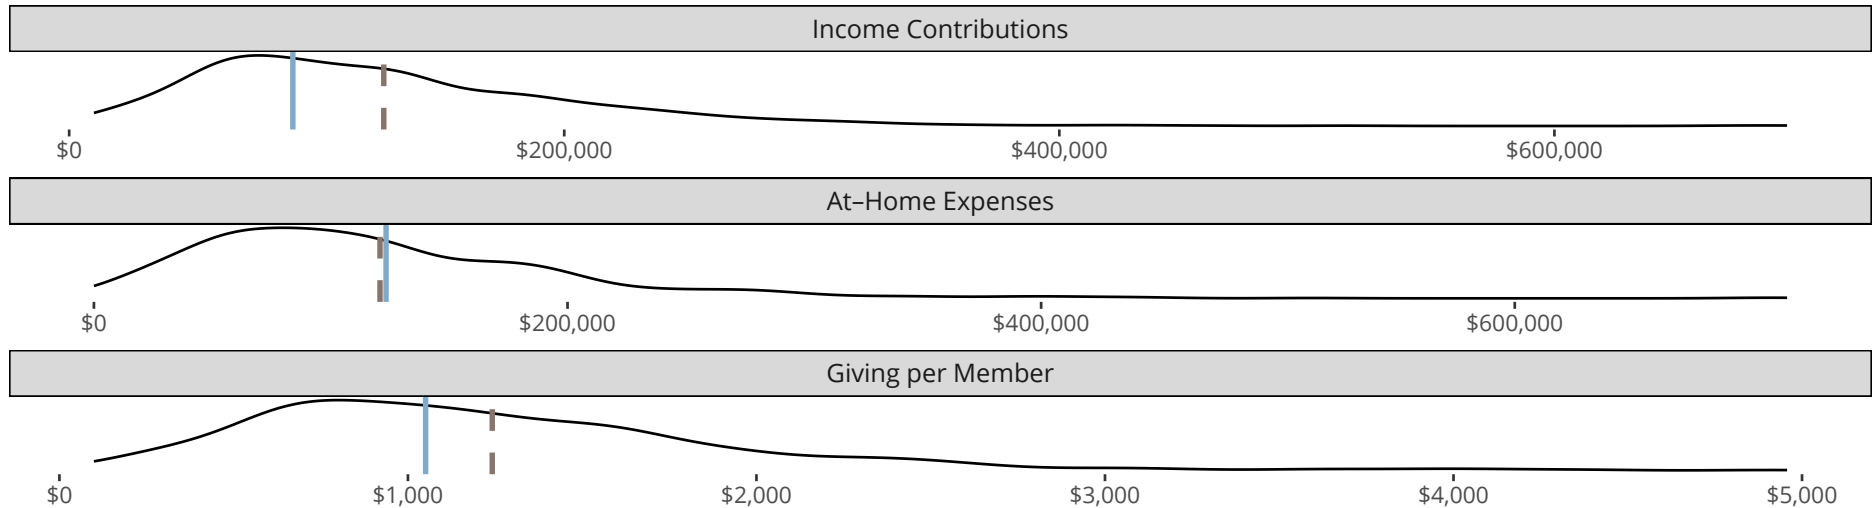 Income Contributions
$0 $200,000 $400,000 $600,000
At–Home Expenses
$0 $200,000 $400,000 $600,000
Giving per Member
$0 $1,000 $2,000 $3,000 $4,000 $5,000